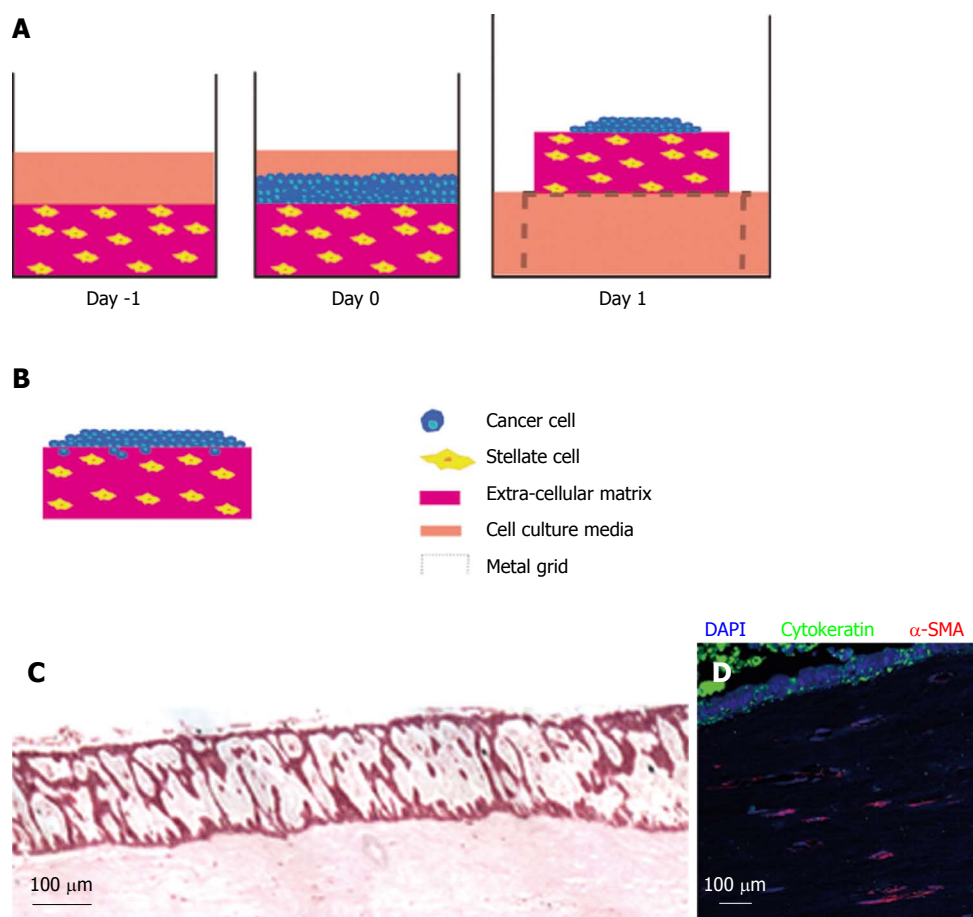 A
Day -1
Day 0
Day 1
B
Cancer cell
Stellate cell
Extra-cellular matrix
Cell culture media
Metal grid
DAPI Cytokeratin α-SMA
C
D
100 μm
100 μm